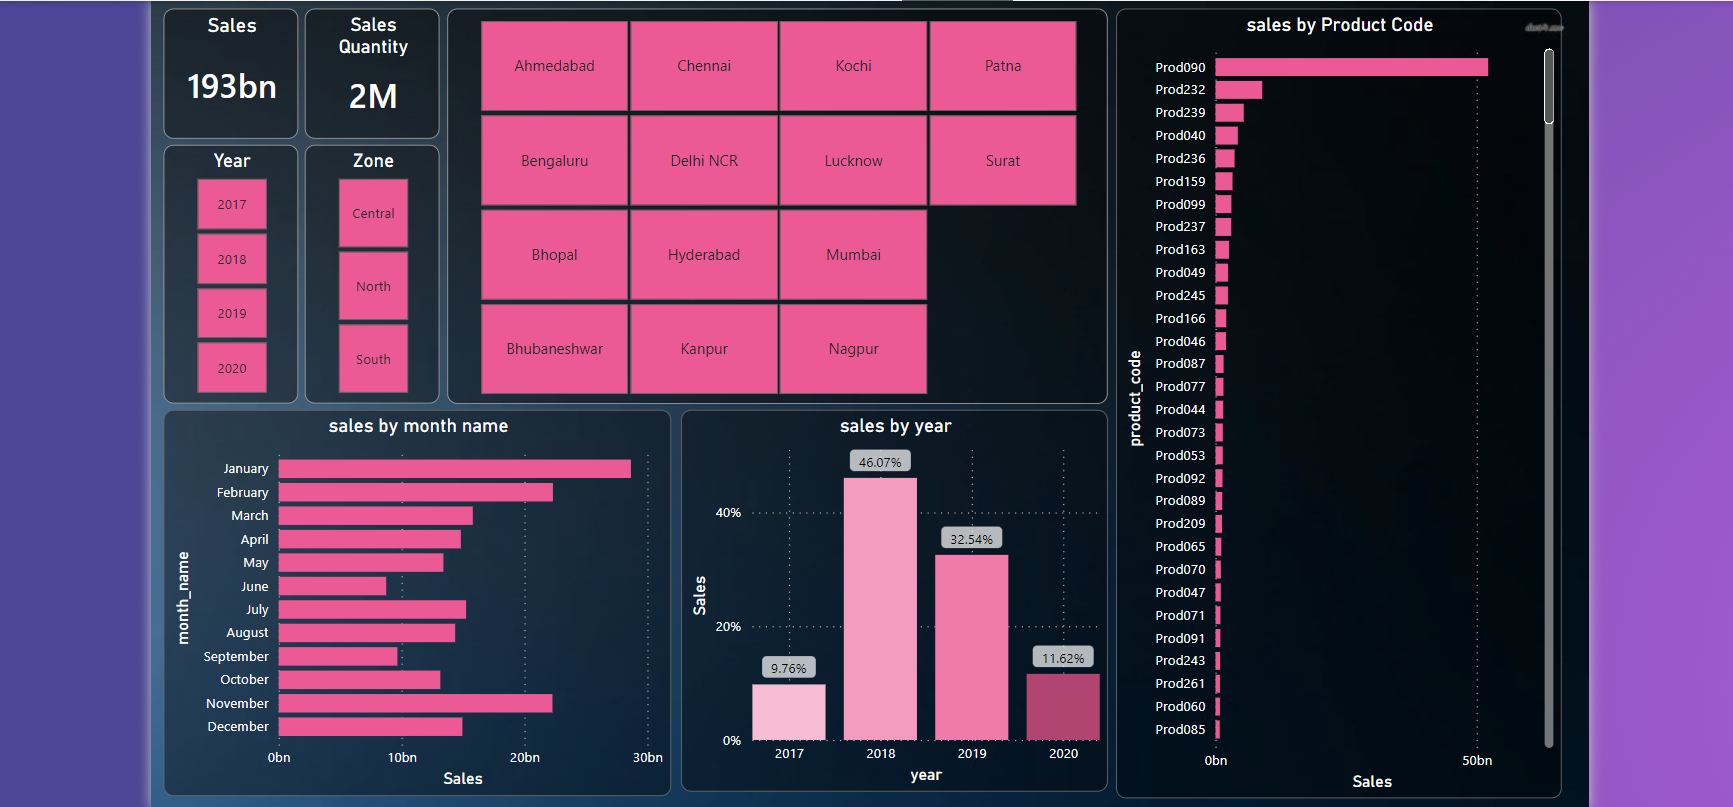 Sales
193bn
Sales
Quantity
2M
Year
2017
2018
2019
2020
Zone
Central
North
South
Ahmedabad
Chennai
Kochi
Patna
Bengaluru
Delhi NCR
Lucknow
Surat
Bhopal
Hyderabad
Mumbai
Bhubaneshwar
Kanpur
Nagpur
sales by month name
month_name
January
February
March
April
May
June
July
August
September
October
November
December
0bn
10bn
20bn
30bn
Sales
sales by year
Sales
40%
20%
0%
9.76%
46.07%
32.54%
11.62%
2017
2018
2019
2020
year
sales by Product Code
product_code
Prod090
Prod232
Prod239
Prod040
Prod236
Prod159
Prod099
Prod237
Prod163
Prod049
Prod245
Prod166
Prod046
Prod087
Prod077
Prod044
Prod073
Prod053
Prod092
Prod089
Prod209
Prod065
Prod070
Prod047
Prod071
Prod091
Prod243
Prod261
Prod060
Prod085
0bn
50bn
Sales